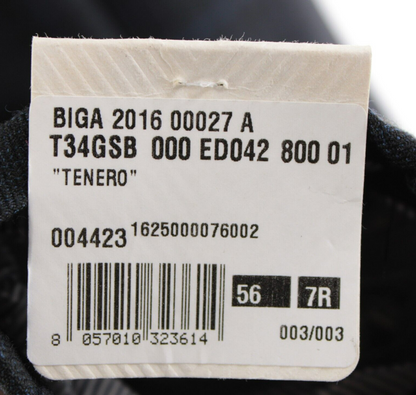 BIGA 2016 00027 A
T34GSB 000 ED042 800 01
"TENERO"
004423 1625000076002
56 7R
8 057010 323614
003/003